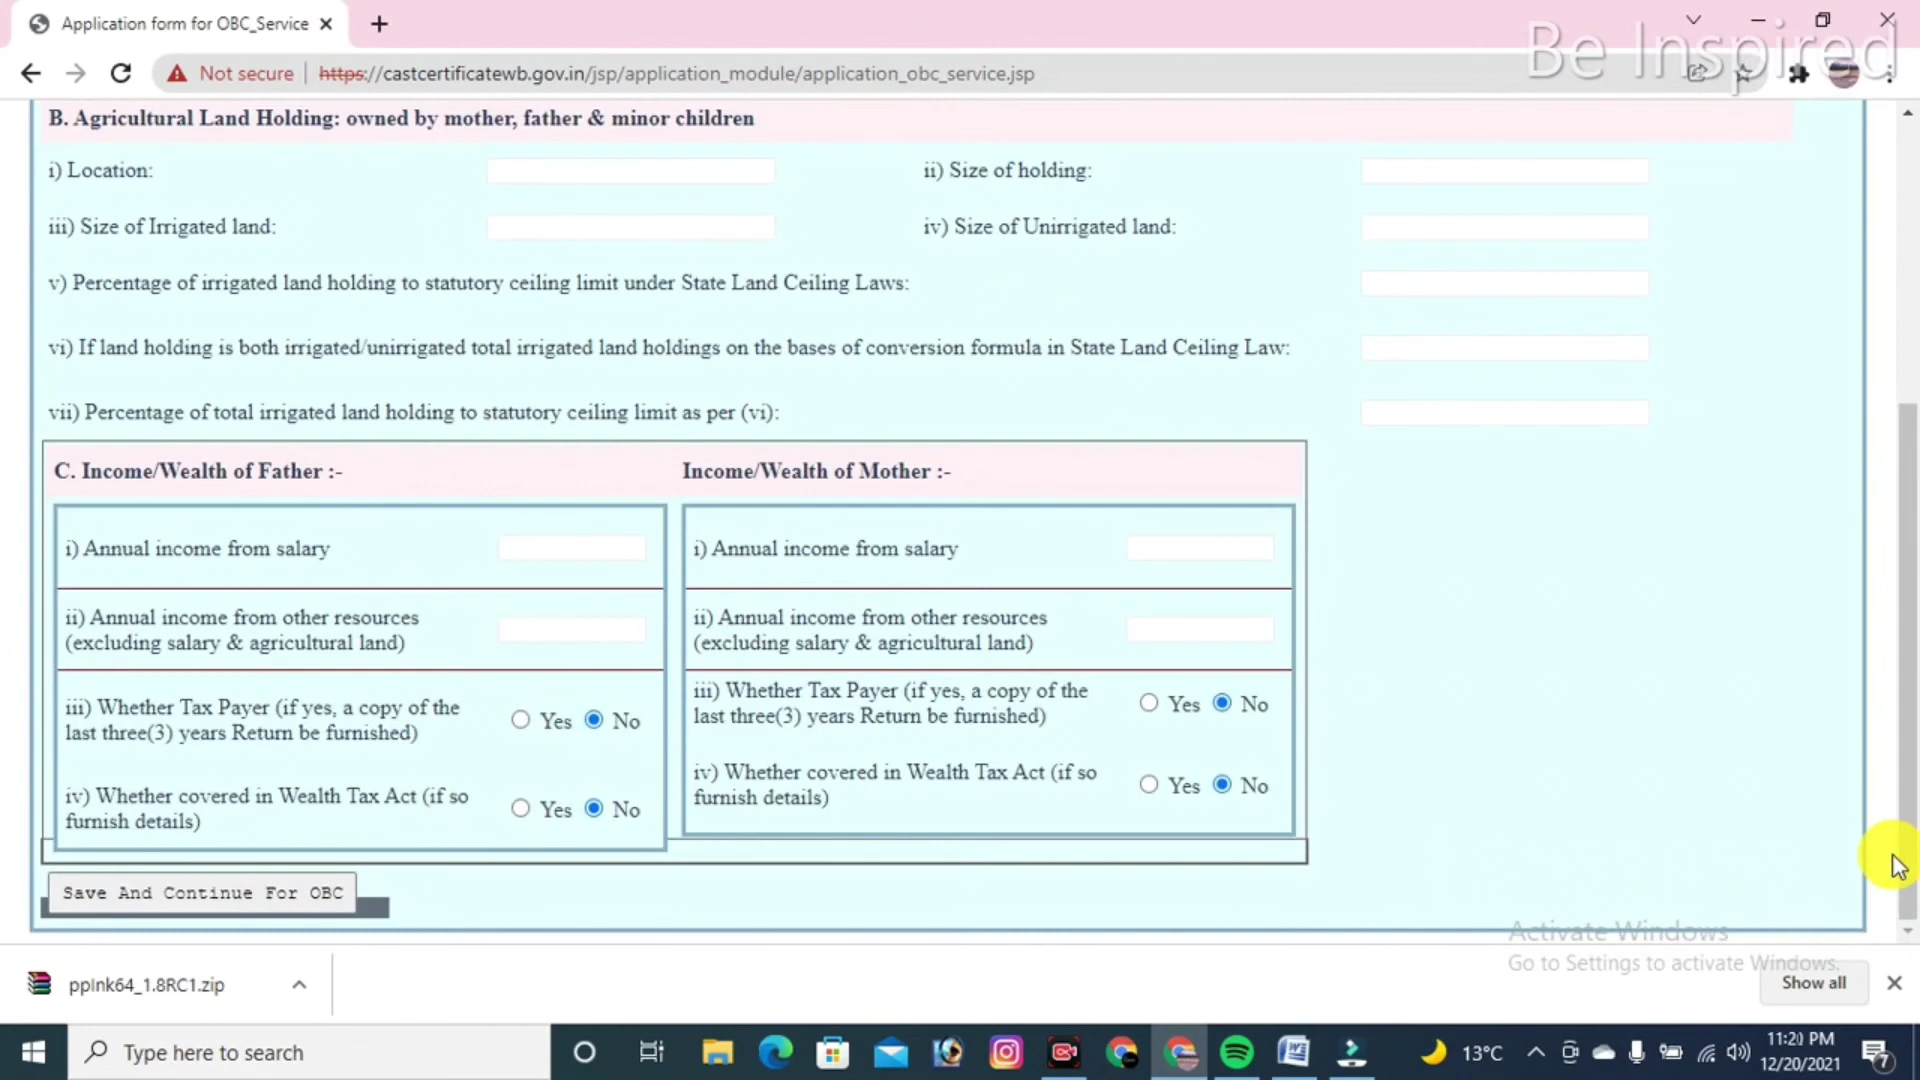 Application form for OBC_Service
Be Inspired
Not secure
https://castcertificatewb.gov.in/jsp/application_module/application_obc_service.jsp
B. Agricultural Land Holding: owned by mother, father & minor children
i) Location:
ii) Size of holding:
iii) Size of Irrigated land:
iv) Size of Unirrigated land:
v) Percentage of irrigated land holding to statutory ceiling limit under State Land Ceiling Laws:
vi) If land holding is both irrigated/unirrigated total irrigated land holdings on the bases of conversion formula in State Land Ceiling Law:
vii) Percentage of total irrigated land holding to statutory ceiling limit as per (vi):
C. Income/Wealth of Father :-
i) Annual income from salary
ii) Annual income from other resources
(excluding salary & agricultural land)
iii) Whether Tax Payer (if yes, a copy of the
last three(3) years Return be furnished)
Yes No
iv) Whether covered in Wealth Tax Act (if so
furnish details)
Yes No
Income/Wealth of Mother :-
i) Annual income from salary
ii) Annual income from other resources
(excluding salary & agricultural land)
iii) Whether Tax Payer (if yes, a copy of the
last three(3) years Return be furnished)
Yes No
iv) Whether covered in Wealth Tax Act (if so
furnish details)
Yes No
Save And Continue For OBC
Activate Windows
Go to Settings to activate Windows.
ppInk64_1.8RC1.zip
Show all
Type here to search
13°C
11:20 PM
12/20/2021
7